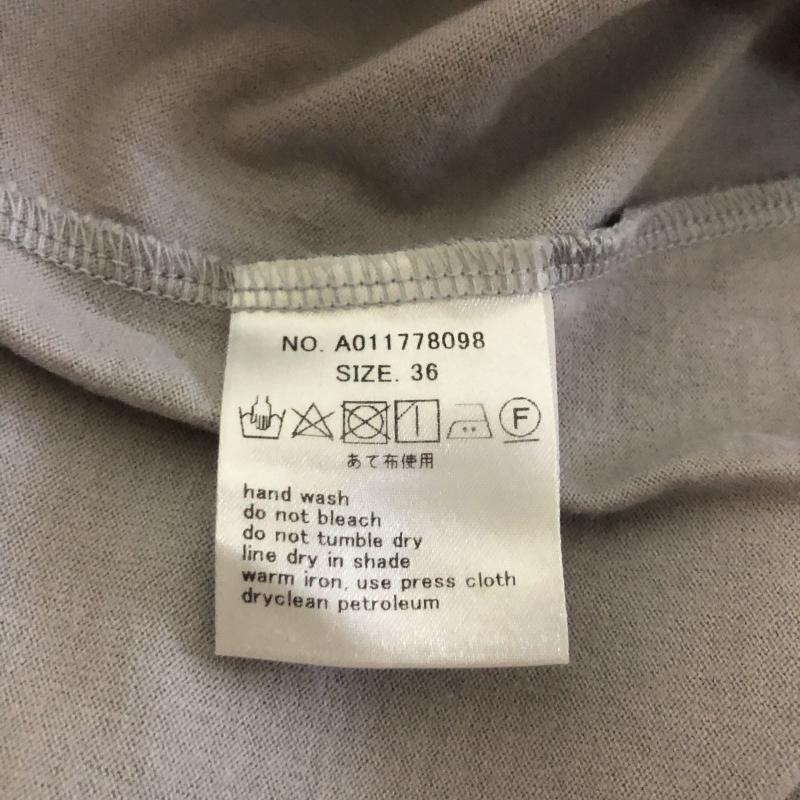 NO. A011778098
SIZE. 36
F
あて布使用
hand wash
do not bleach
do not tumble dry
line dry in shade
warm iron, use press cloth
dryclean petroleum